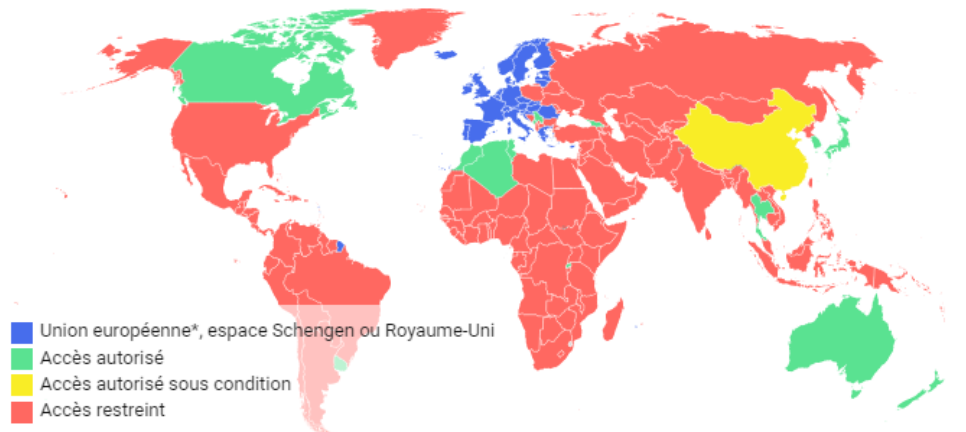 Union européenne*, espace Schengen ou Royaume-Uni
Accès autorisé
Accès autorisé sous condition
Accès restreint